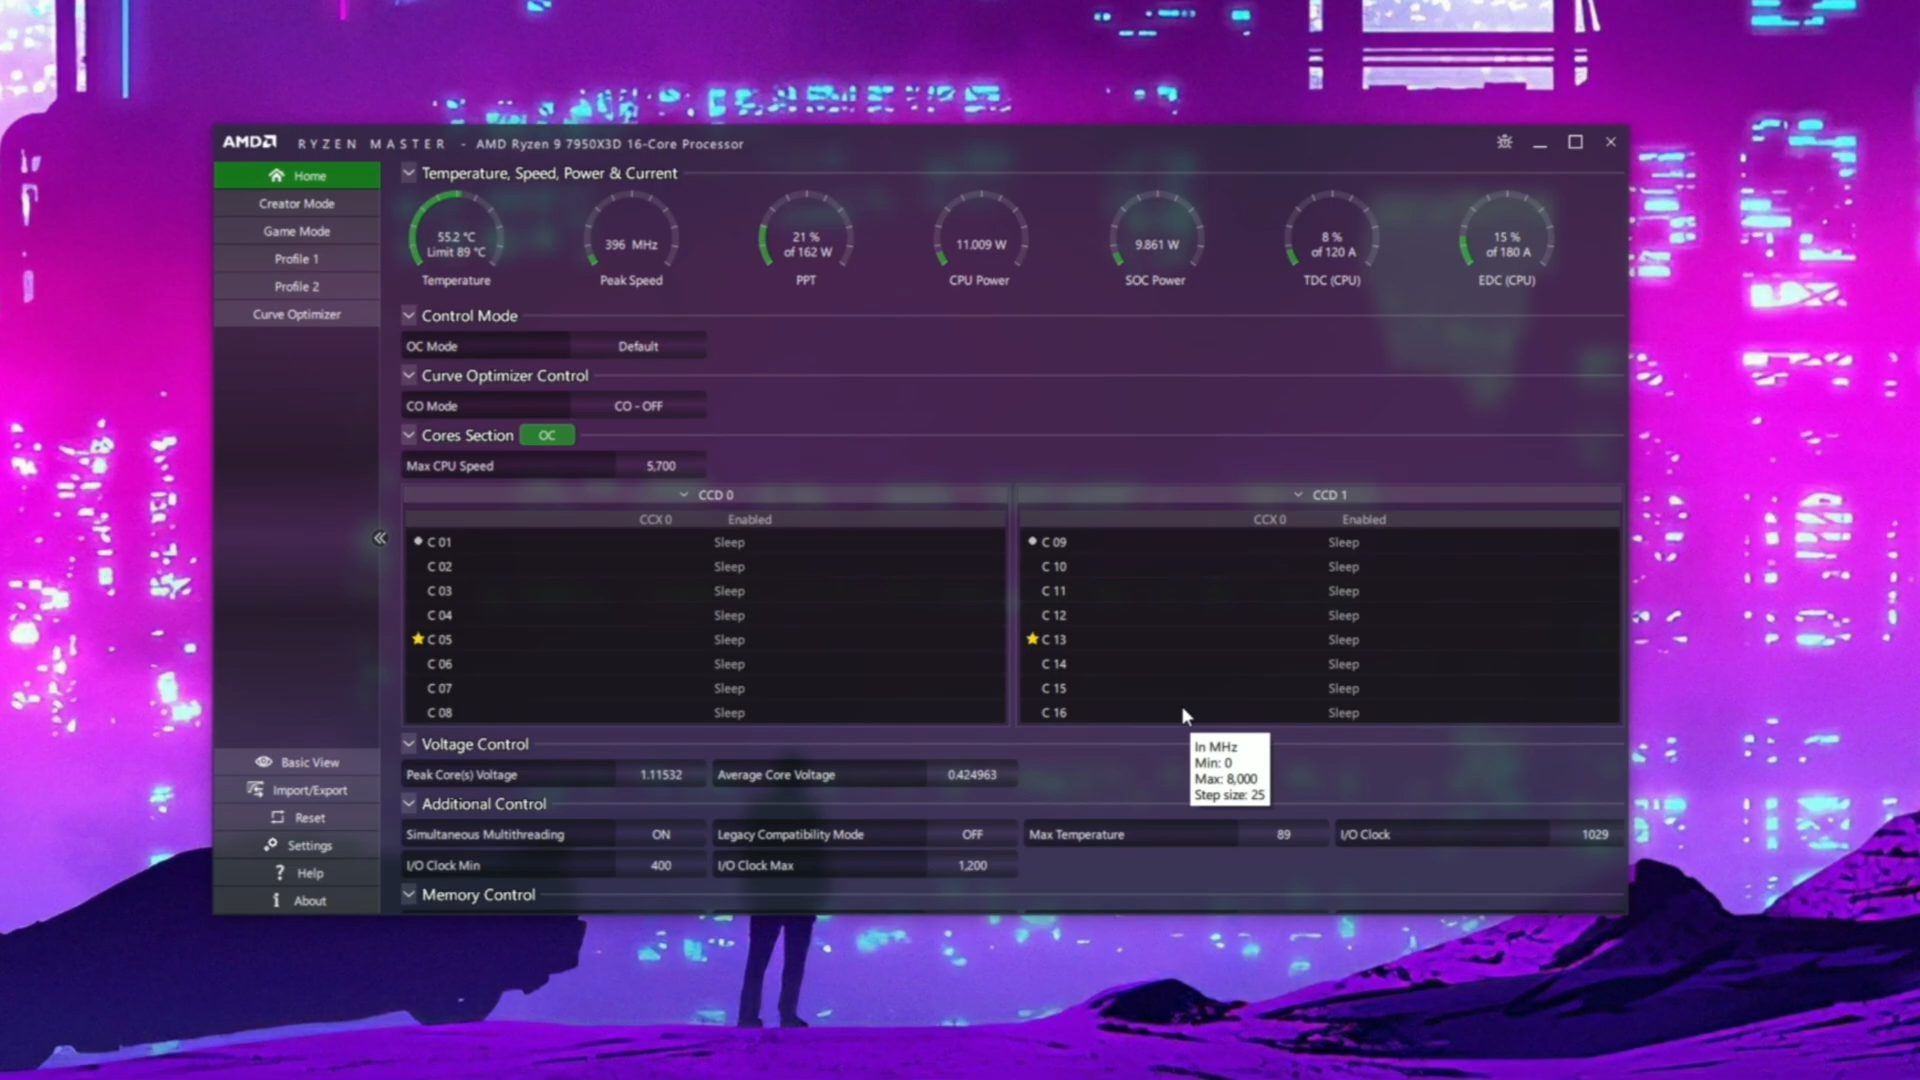 AMD RYZEN MASTER - AMD Ryzen 9 7950X3D 16-Core Processor
Home
Creator Mode
Game Mode
Profile 1
Profile 2
Curve Optimizer
Basic View
Import/Export
Reset
Settings
Help
About
Temperature, Speed, Power & Current
55.2 °C
Limit 89 °C
Temperature
396 MHz
Peak Speed
21 %
of 162 W
PPT
11.009 W
CPU Power
9.861 W
SOC Power
8 %
of 120 A
TDC (CPU)
15 %
of 180 A
EDC (CPU)
Control Mode
OC Mode Default
Curve Optimizer Control
CO Mode CO - OFF
Cores Section OC
Max CPU Speed 5,700
CCD 0
CCX 0 Enabled
C 01 Sleep
C 02 Sleep
C 03 Sleep
C 04 Sleep
C 05 Sleep
C 06 Sleep
C 07 Sleep
C 08 Sleep
CCD 1
CCX 0 Enabled
C 09 Sleep
C 10 Sleep
C 11 Sleep
C 12 Sleep
C 13 Sleep
C 14 Sleep
C 15 Sleep
C 16 Sleep
In MHz
Min: 0
Max: 8,000
Step size: 25
Voltage Control
Peak Core(s) Voltage 1.11532 Average Core Voltage 0.424963
Additional Control
Simultaneous Multithreading ON Legacy Compatibility Mode OFF Max Temperature 89 I/O Clock 1029
I/O Clock Min 400 I/O Clock Max 1,200
Memory Control